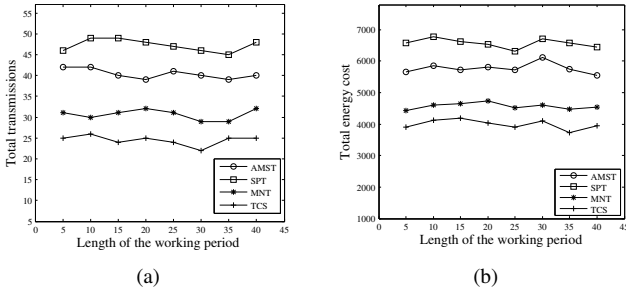 55
50
45
40
35
30
25
20
15
10
5
Total transmissions
0 5 10 15 20 25 30 35 40 45
Length of the working period
AMST
SPT
MNT
TCS
(a)
7000
6000
5000
4000
3000
2000
1000
Total energy cost
0 5 10 15 20 25 30 35 40 45
Length of the working period
AMST
SPT
MNT
TCS
(b)